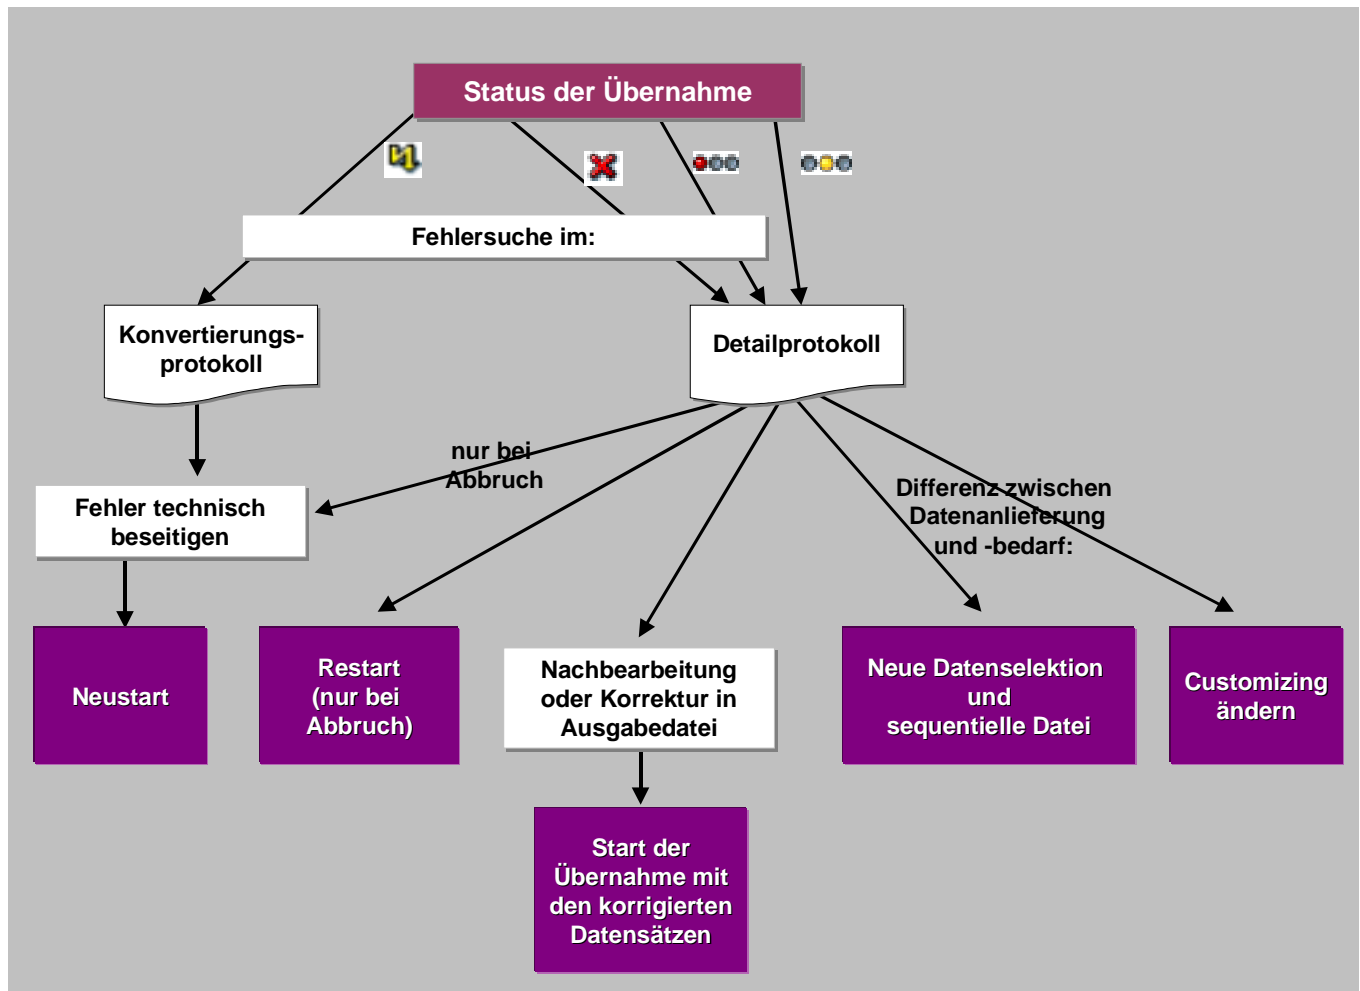 Status der Übernahme
Fehlersuche im:
Konvertierungs-
protokoll
Detailprotokoll
nur bei
Abbruch
Differenz zwischen
Datenanlieferung
und -bedarf:
Fehler technisch
beseitigen
Neustart
Restart
(nur bei
Abbruch)
Nachbearbeitung
oder Korrektur in
Ausgabedatei
Neue Datenselektion
und
sequentielle Datei
Customizing
ändern
Start der
Übernahme mit
den korrigierten
Datensätzen